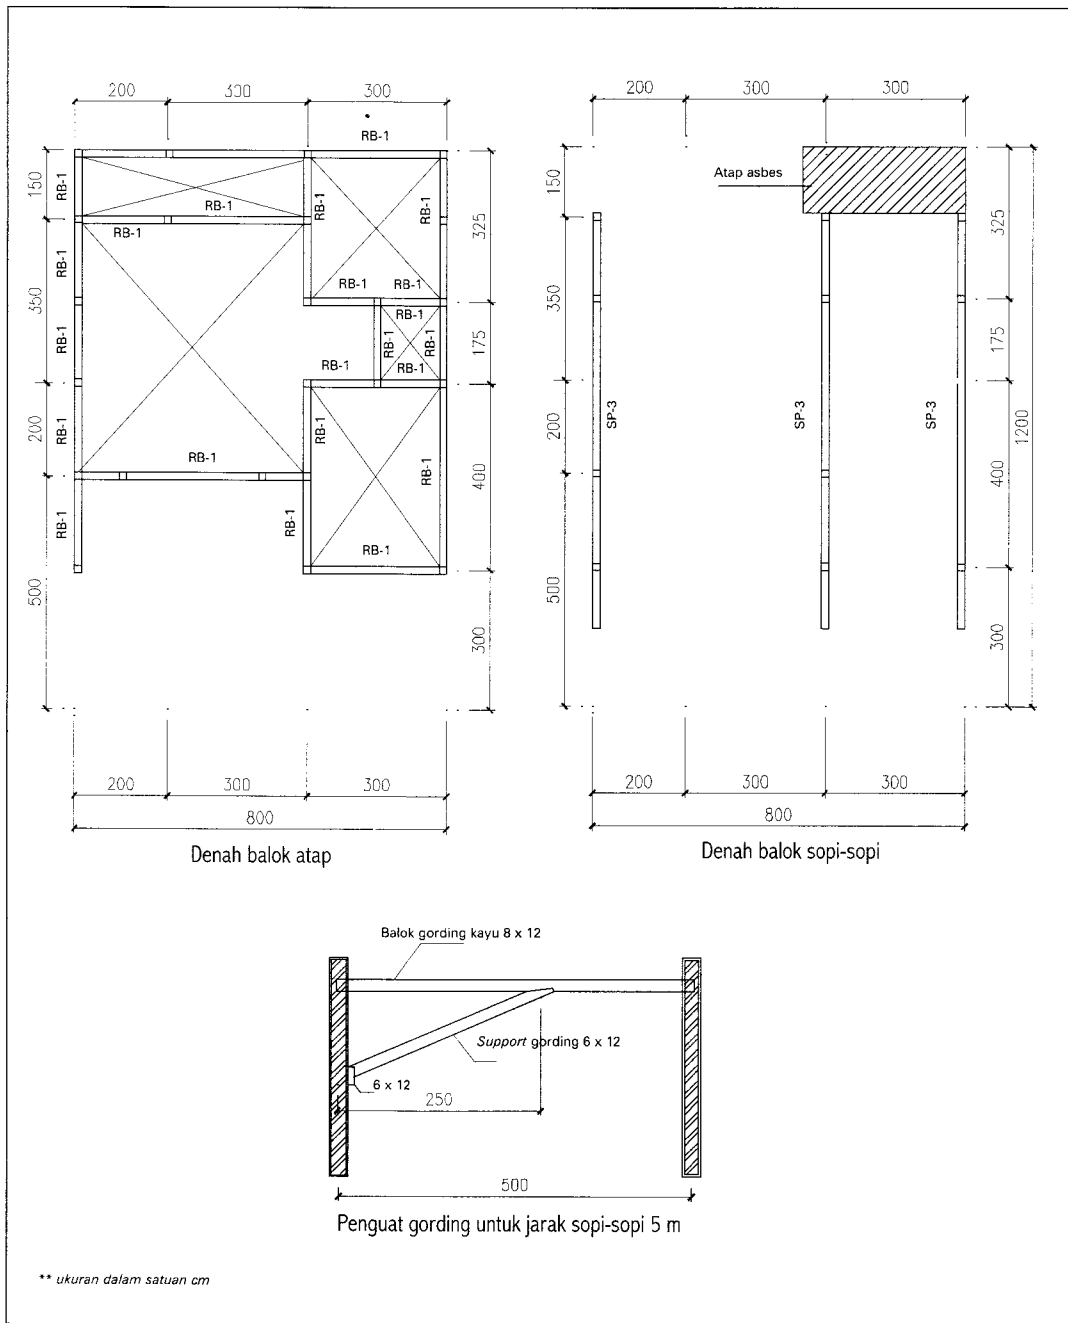 200 300 300
RB-1
150 RB-1 RB-1 RB-1 RB-1 325
RB-1
350 RB-1 RB-1 RB-1
RB-1
RB-1 RB-1 RB-1 175
RB-1 RB-1
200 RB-1 RB-1 RB-1 400
RB-1
RB-1 RB-1
RB-1
500 300
200 300 300
800
Denah balok atap
200 300 300
150 Atap asbes 325
350 175
200 SP-3 SP-3 SP-3 400 1200
500 300
200 300 300
800
Denah balok sopi-sopi
Balok gording kayu 8 x 12
Support gording 6 x 12
6 x 12
250
500
Penguat gording untuk jarak sopi-sopi 5 m
** ukuran dalam satuan cm